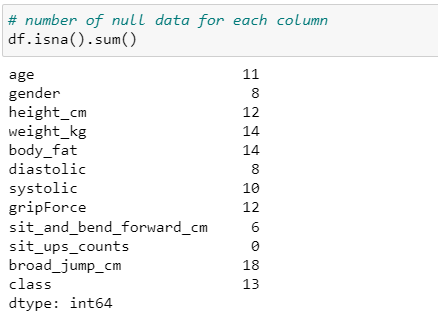 # number of null data for each column
df.isna().sum()
age 11
gender 8
height_cm 12
weight_kg 14
body_fat 14
diastolic 8
systolic 10
gripForce 12
sit_and_bend_forward_cm 6
sit_ups_counts 0
broad_jump_cm 18
class 13
dtype: int64